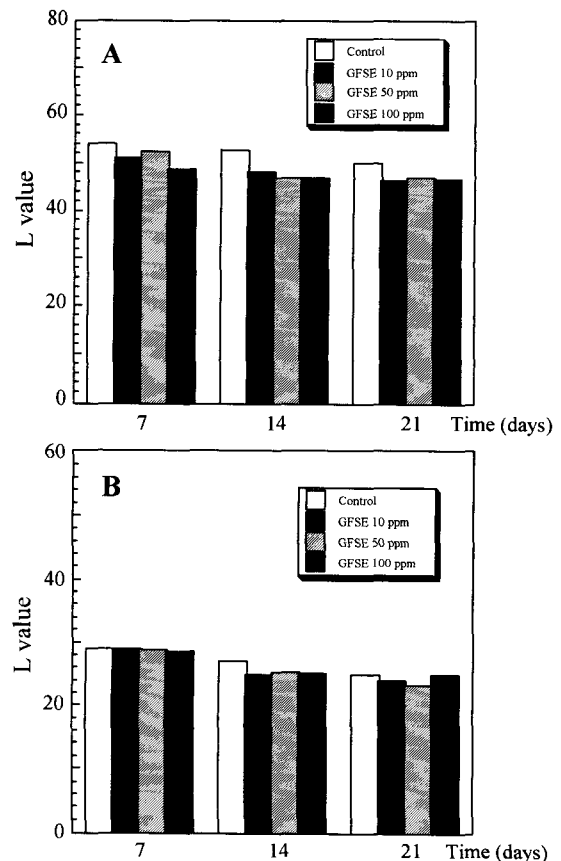 80
A
Control
GFSE 10 ppm
GFSE 50 ppm
GFSE 100 ppm
60
L value
40
20
0
7
14
21
Time (days)
60
B
Control
GFSE 10 ppm
GFSE 50 ppm
GFSE 100 ppm
40
L value
20
0
7
14
21
Time (days)